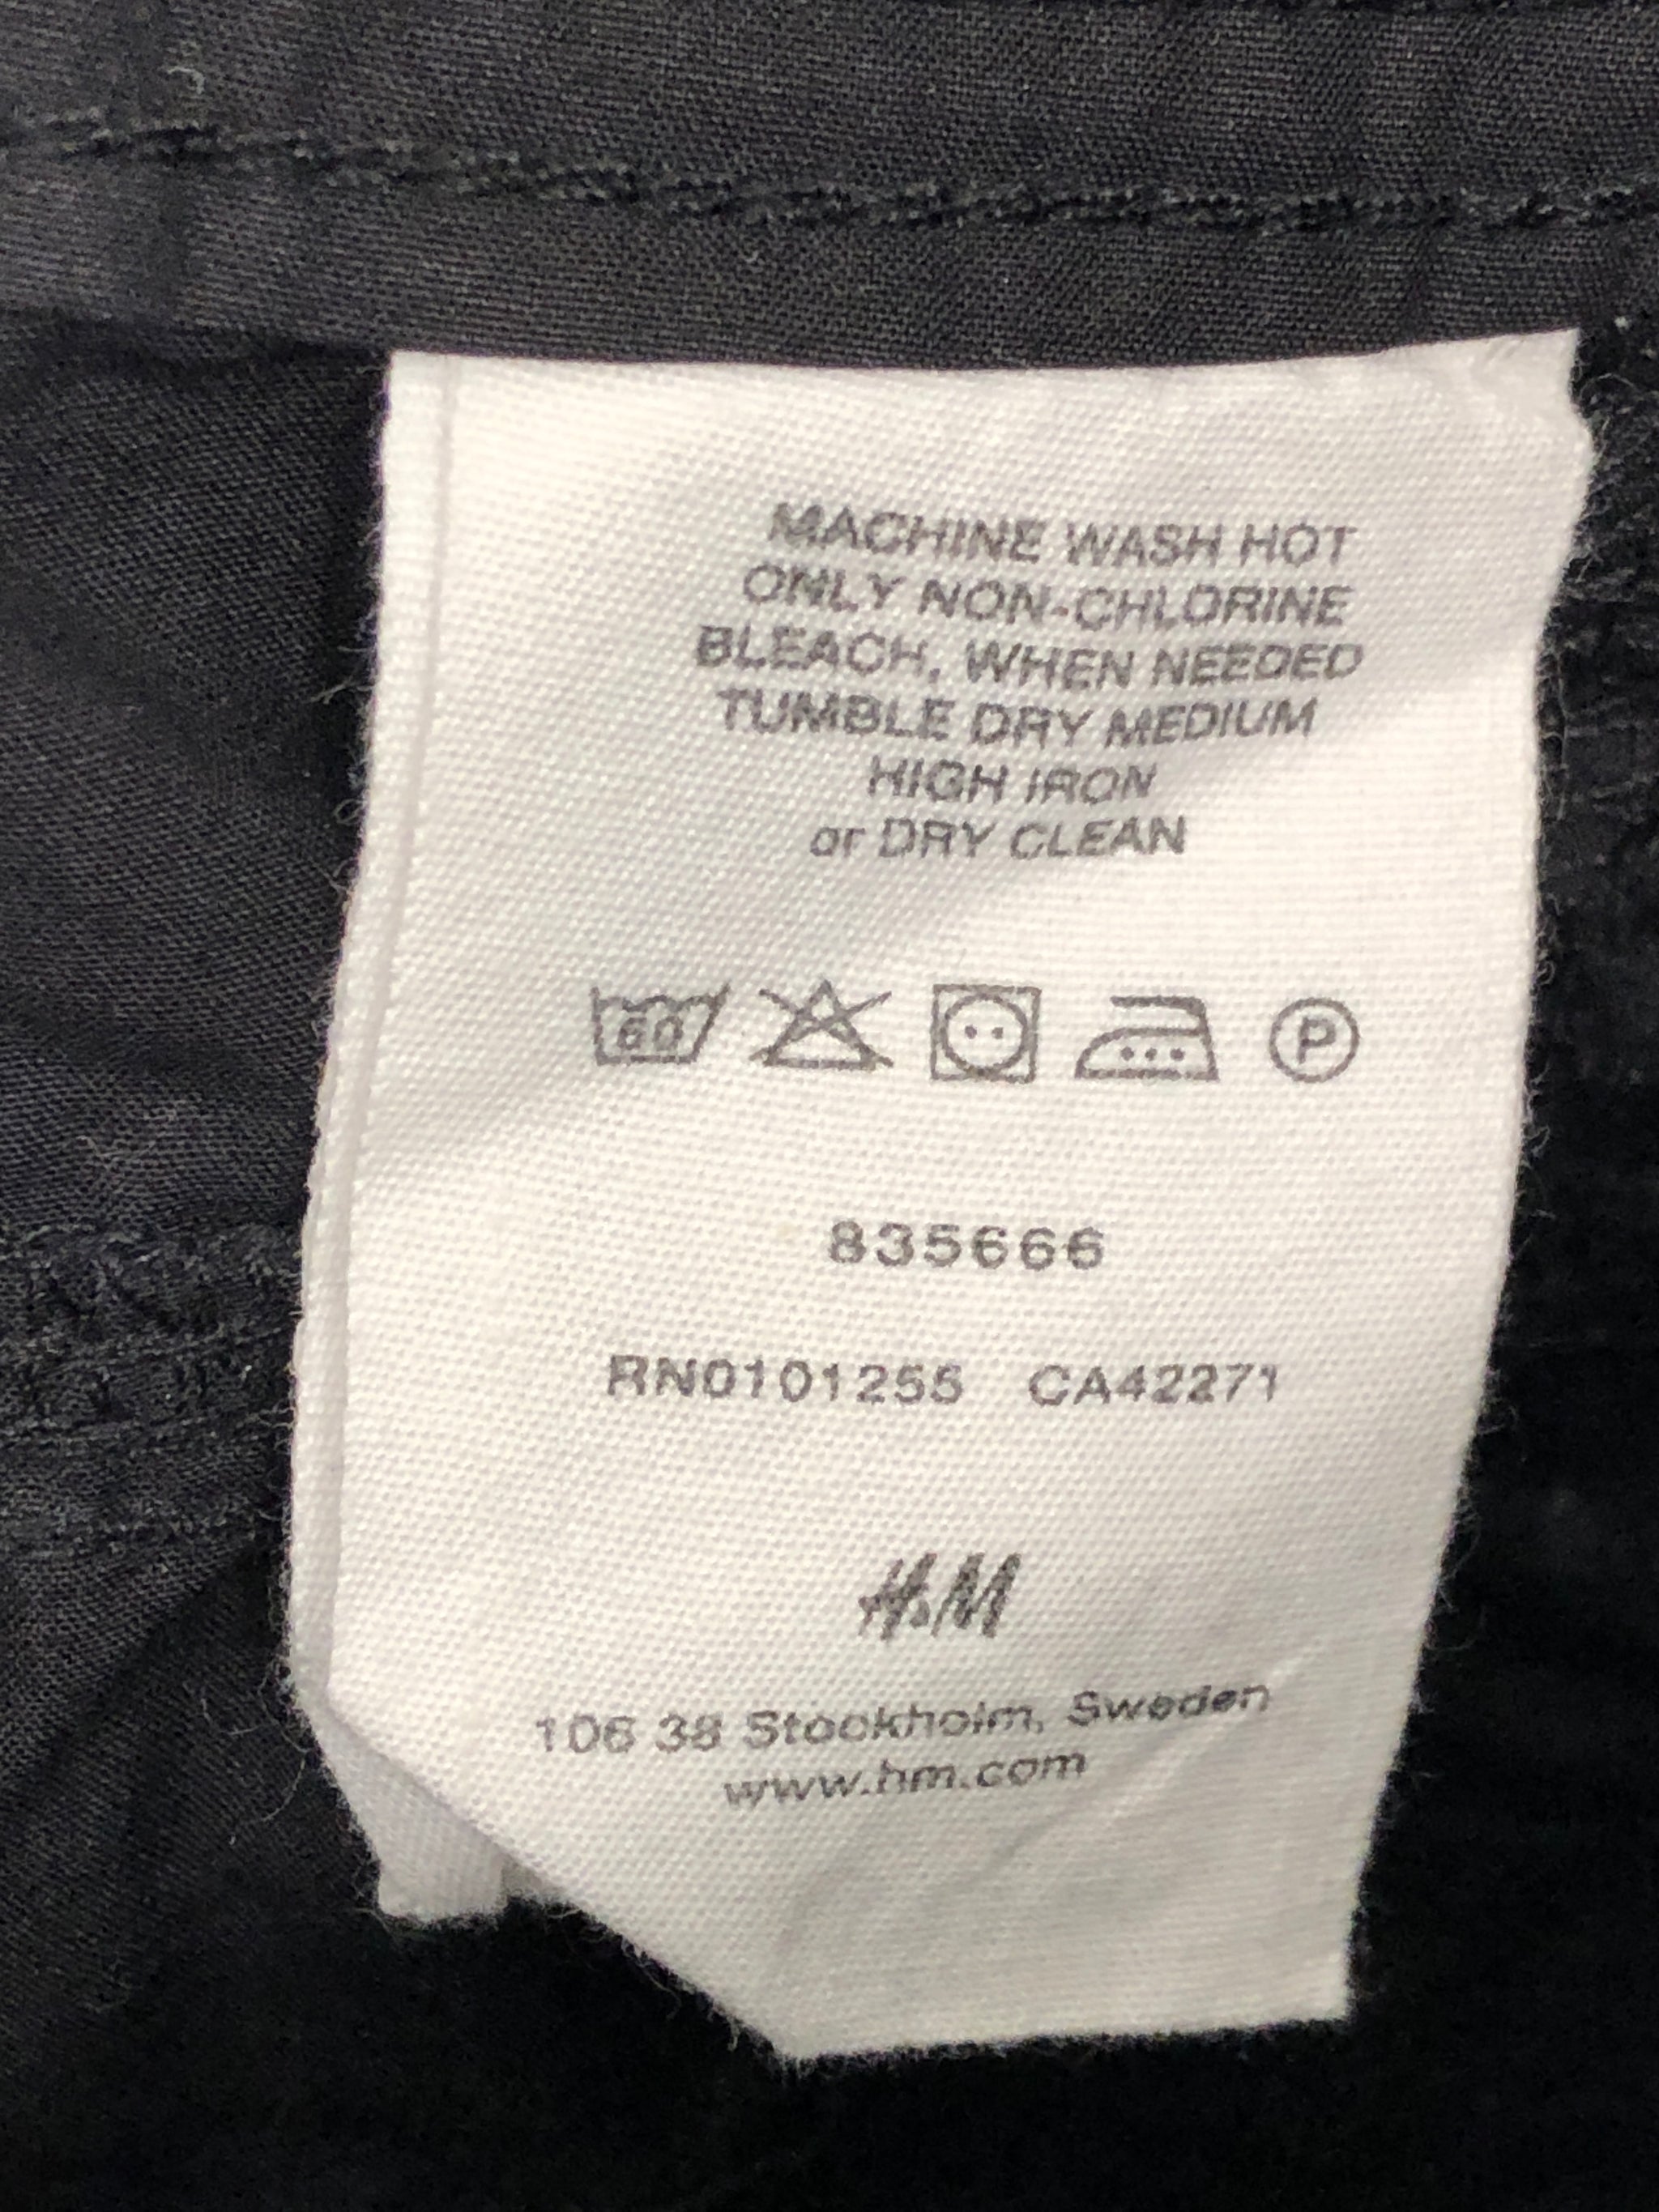 MACHINE WASH HOT
ONLY NON-CHLORINE
BLEACH, WHEN NEEDED
TUMBLE DRY MEDIUM
HIGH IRON
or DRY CLEAN
60 P
835666
RN0101255 CA42271
H&M
106 38 Stockholm, Sweden
www.hm.com